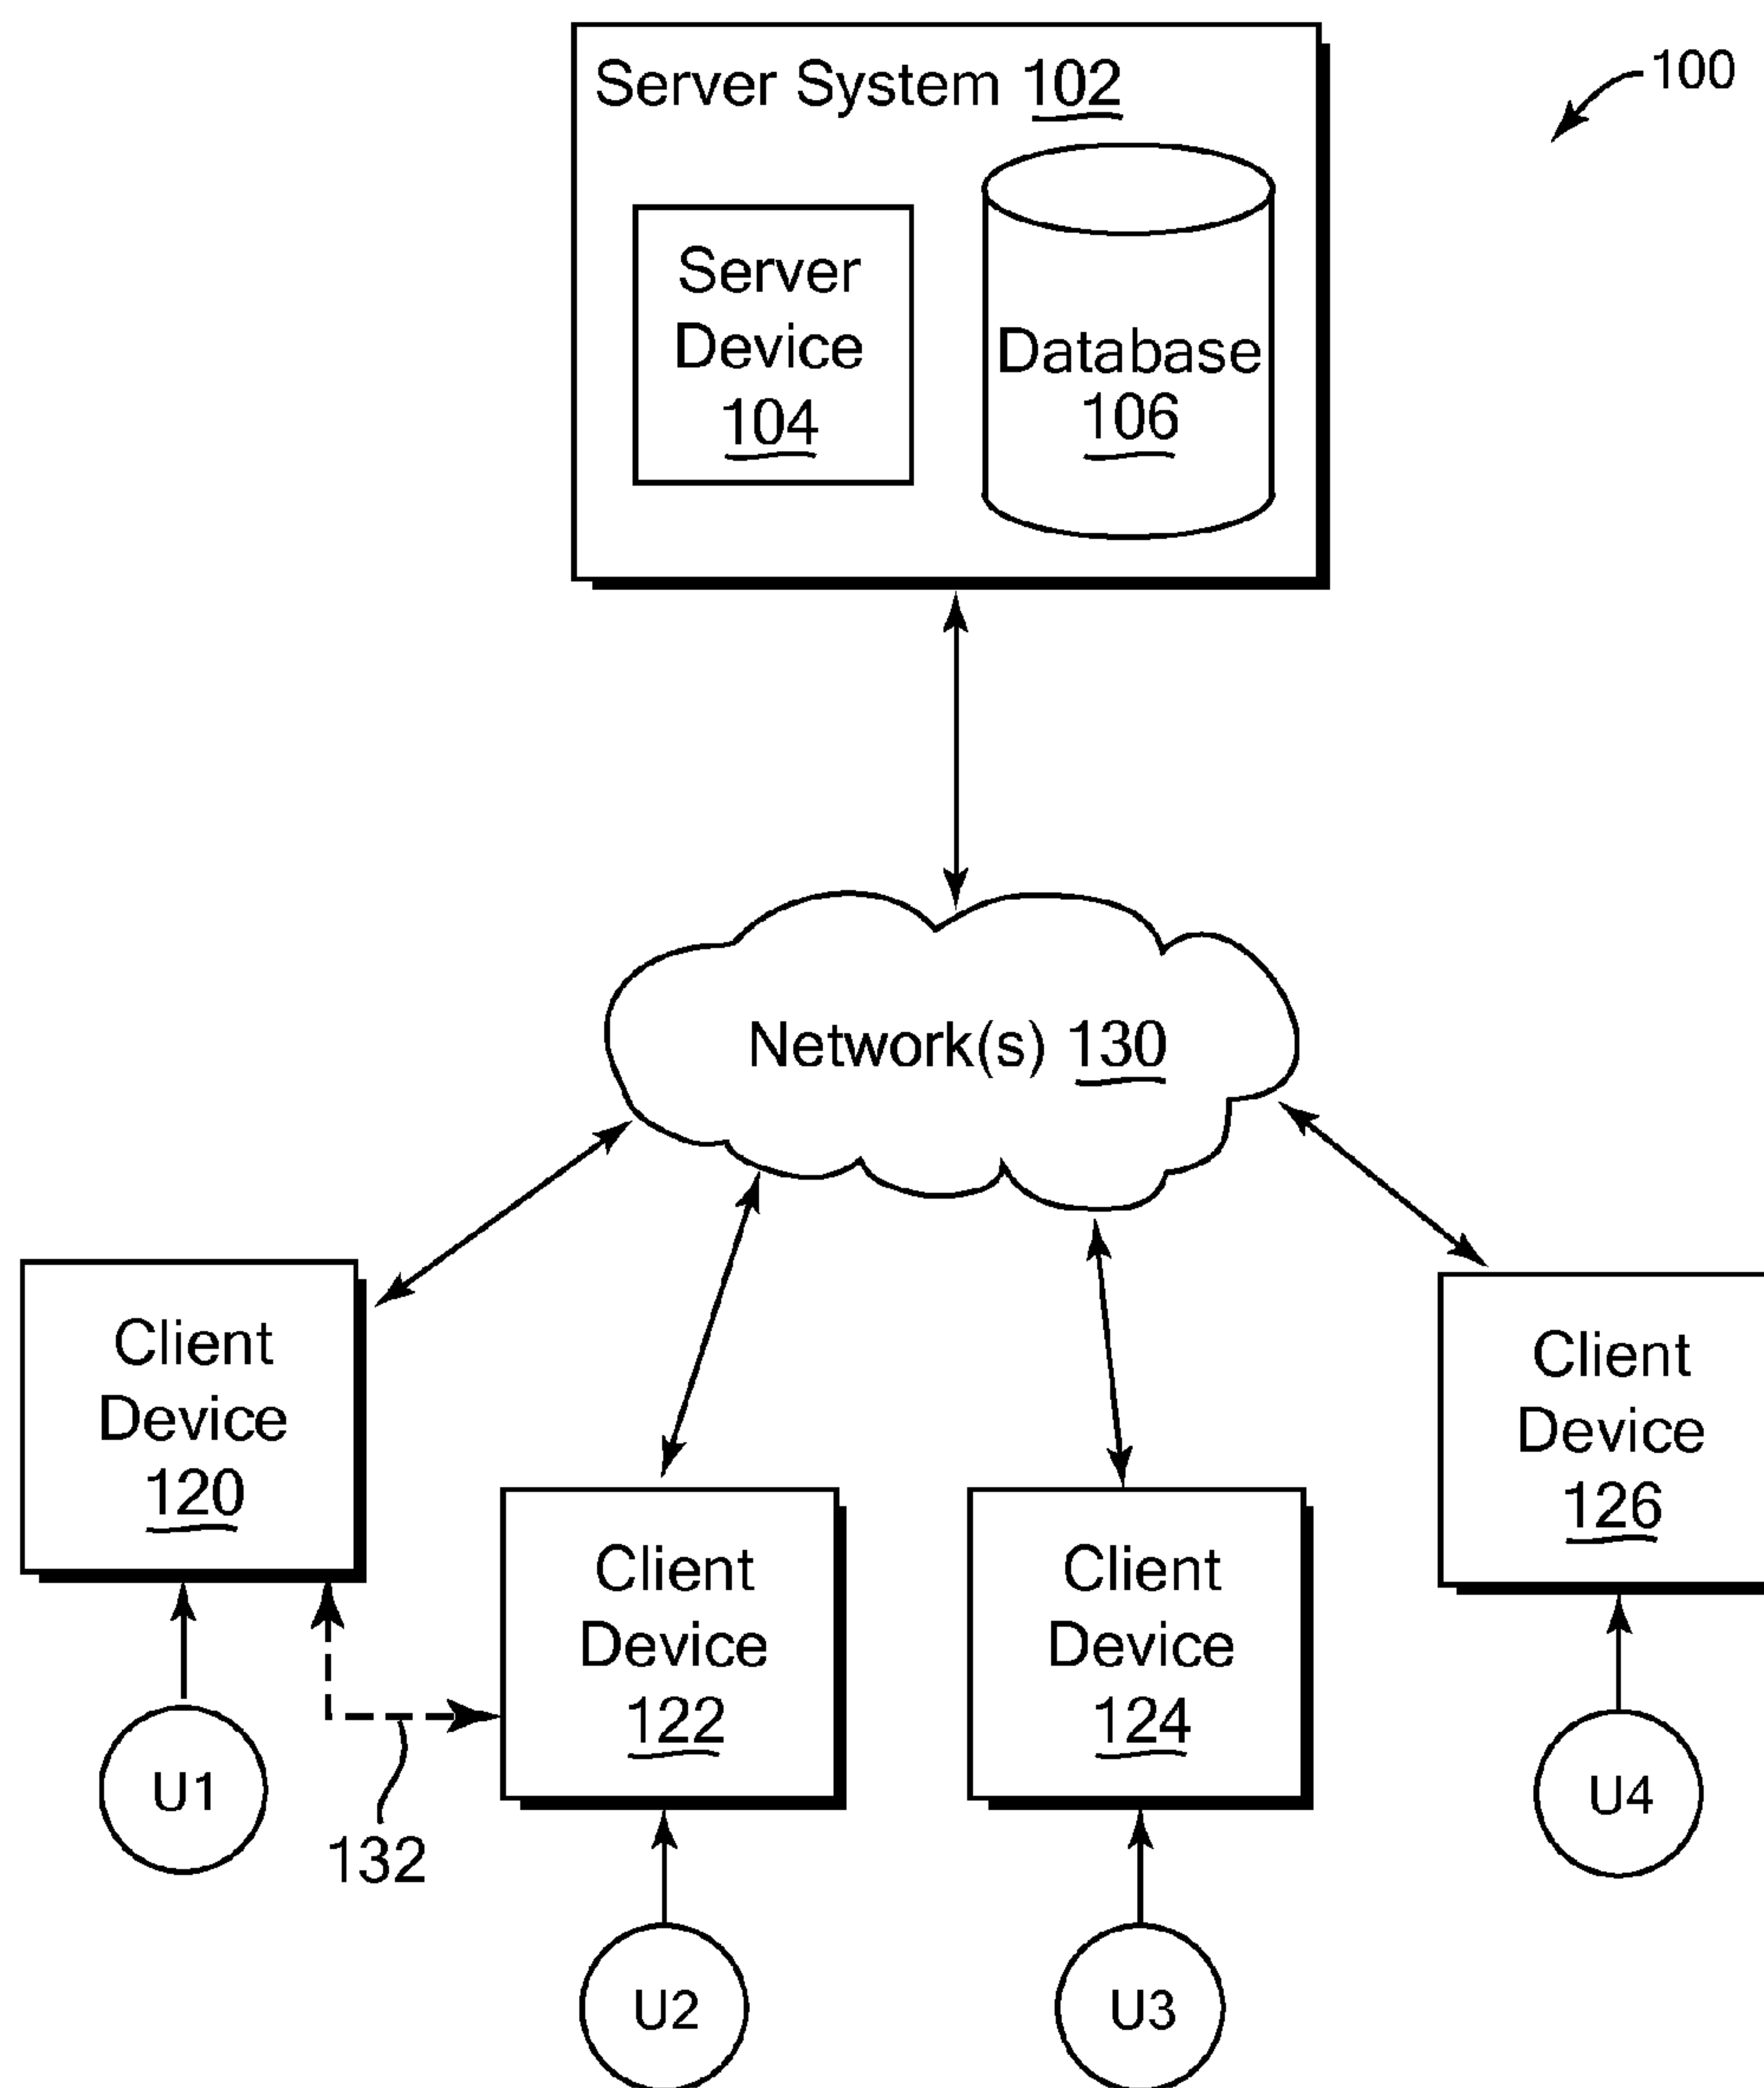 Server System 102
100
Server
Device
104
Database
106
Network(s) 130
Client
Device
120
Client
Device
122
Client
Device
124
Client
Device
126
U1
132
U2
U3
U4